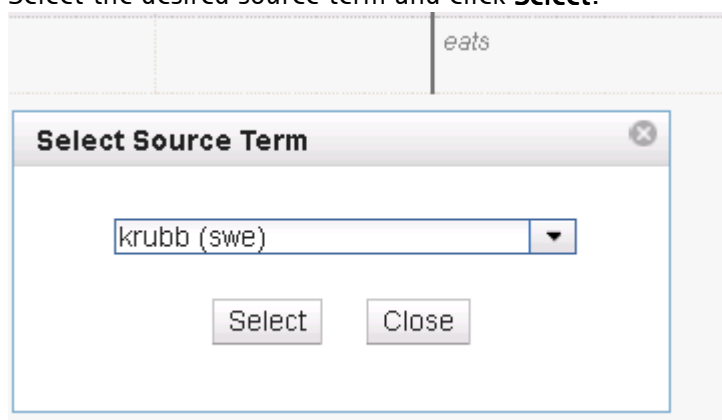 Select the desired source term and click Select.
eats
Select Source Term
krubb (swe)
Select Close